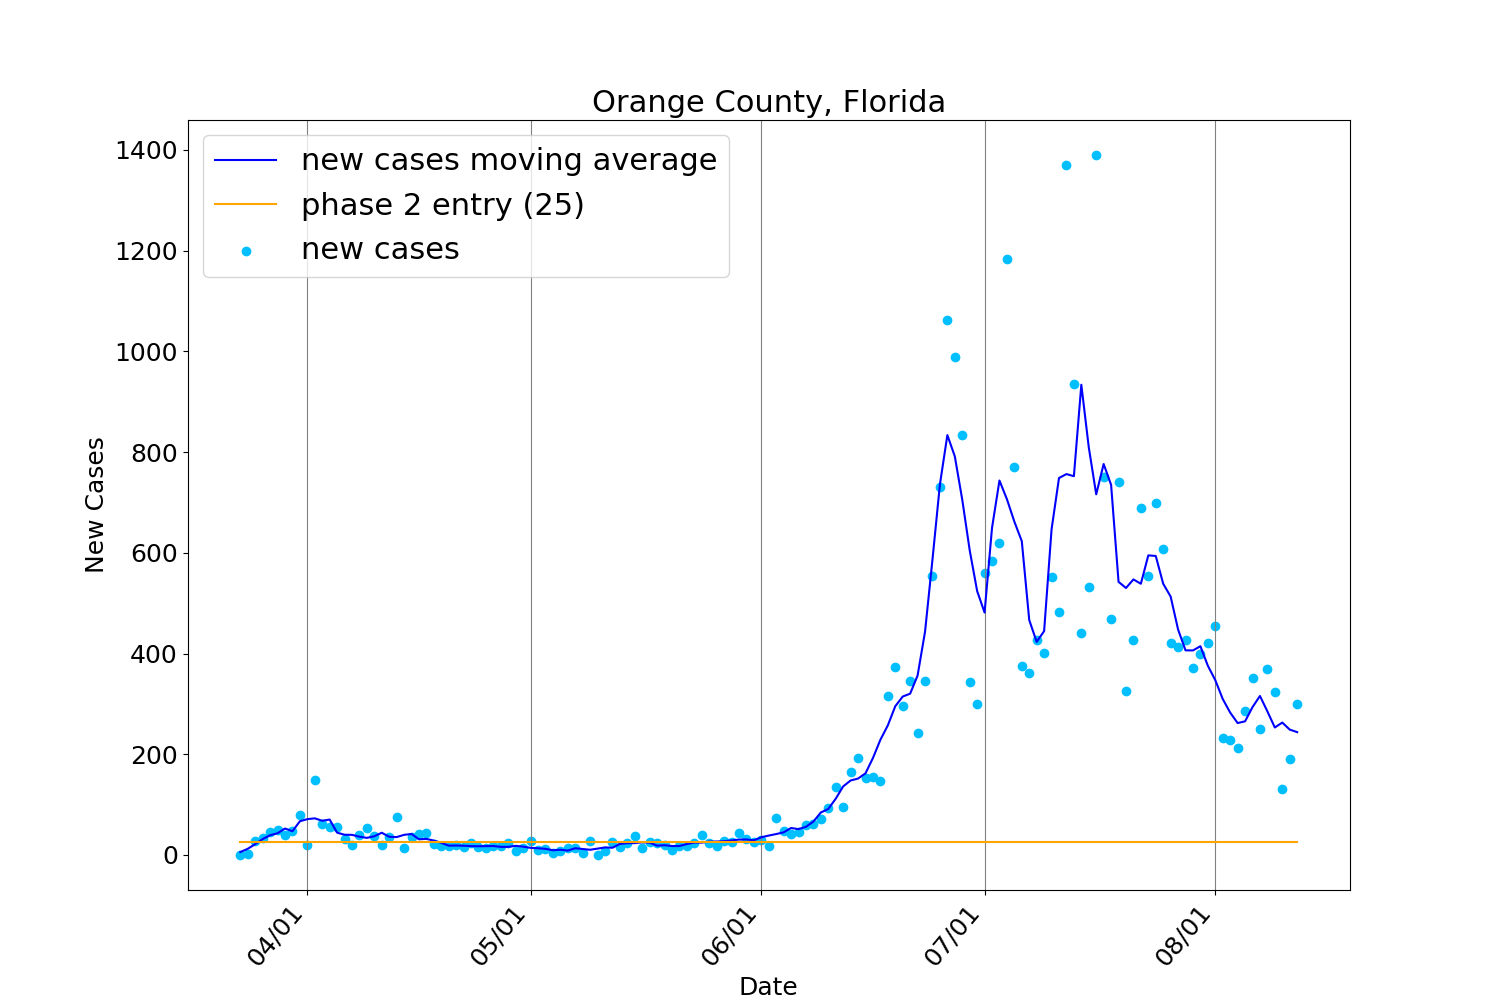 Orange County, Florida
new cases moving average
phase 2 entry (25)
new cases
1400
1200
1000
800
600
400
200
0
New Cases
04/01
05/01
06/01
07/01
08/01
Date